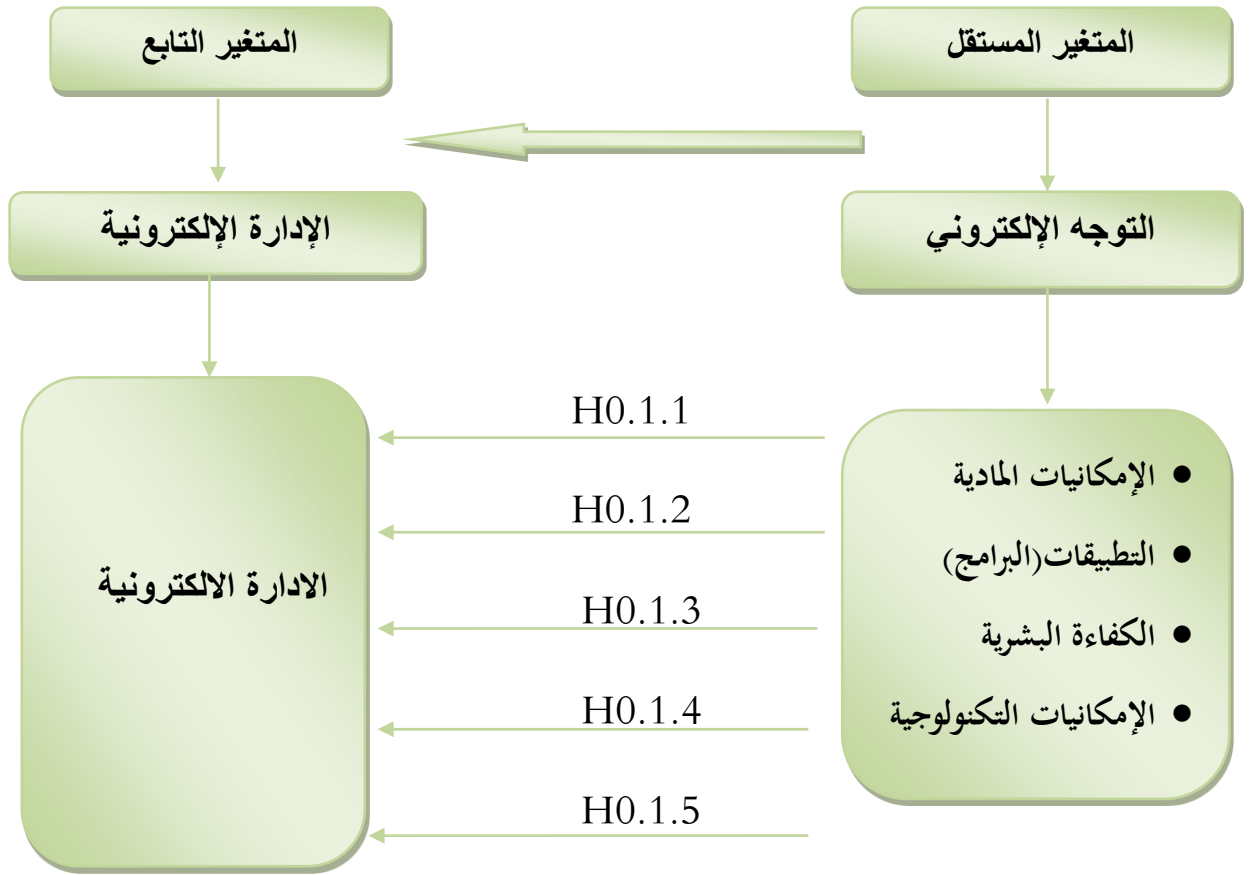 المتغير المستقل
المتغير التابع
التوجه الإلكتروني
الإدارة الإلكترونية
H0.1.1
H0.1.2
H0.1.3
H0.1.4
H0.1.5
● الإمكانيات المادية
● التطبيقات(البرامج)
● الكفاءة البشرية
● الإمكانيات التكنولوجية
الادارة الالكترونية